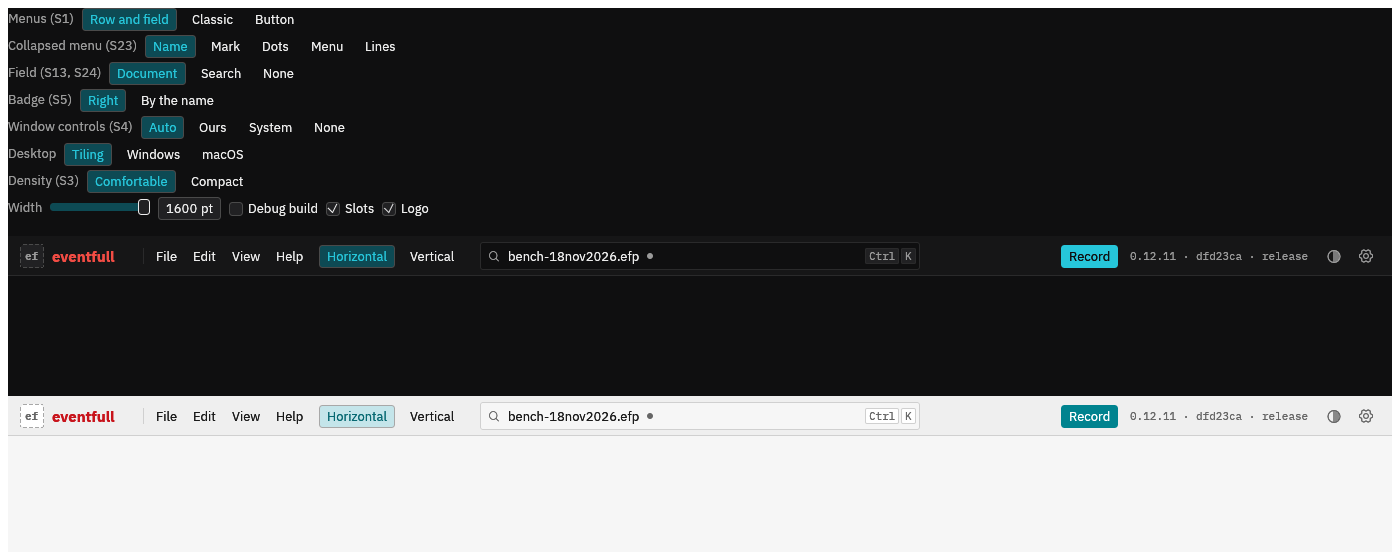 Menus (S1) Row and field Classic Button
Collapsed menu (S23) Name Mark Dots Menu Lines
Field (S13, S24) Document Search None
Badge (S5) Right By the name
Window controls (S4) Auto Ours System None
Desktop Tiling Windows macOS
Density (S3) Comfortable Compact
Width 1600 pt Debug build Slots Logo
ef eventfull File Edit View Help Horizontal Vertical bench-18nov2026.efp Ctrl K Record 0.12.11 · dfd23ca · release
ef eventfull File Edit View Help Horizontal Vertical bench-18nov2026.efp Ctrl K Record 0.12.11 · dfd23ca · release